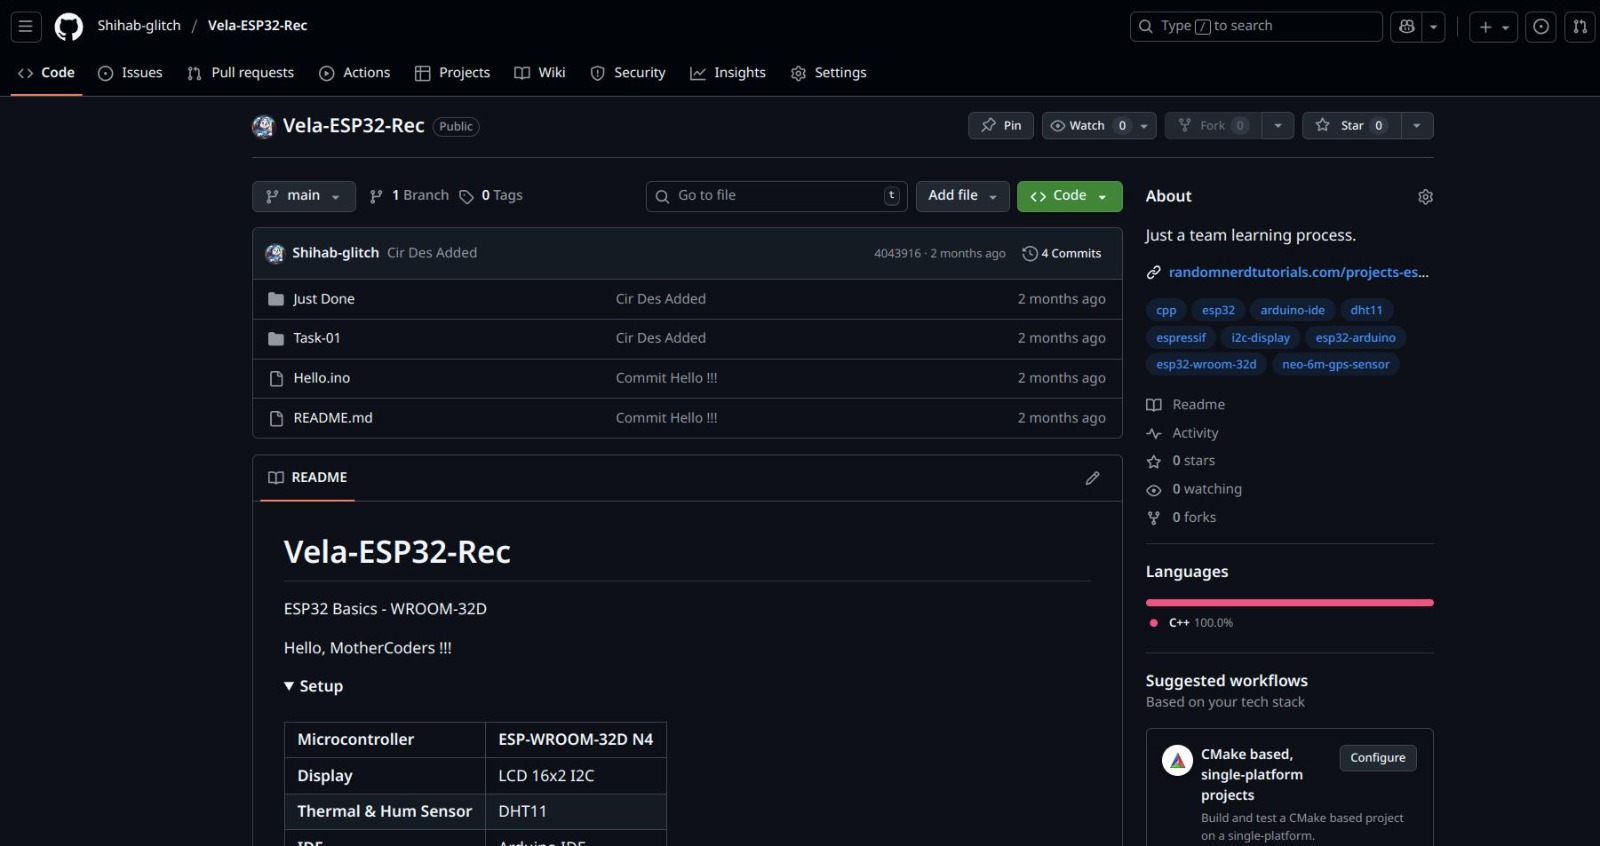 Shihab-glitch / Vela-ESP32-Rec
Type / to search
Code Issues Pull requests Actions Projects Wiki Security Insights Settings
Vela-ESP32-Rec Public
Pin Watch 0 Fork 0 Star 0
main 1 Branch 0 Tags
Go to file t
Add file Code
Shihab-glitch Cir Des Added 4043916 · 2 months ago 4 Commits
Just Done Cir Des Added 2 months ago
Task-01 Cir Des Added 2 months ago
Hello.ino Commit Hello !!! 2 months ago
README.md Commit Hello !!! 2 months ago
README
Vela-ESP32-Rec
ESP32 Basics - WROOM-32D
Hello, MotherCoders !!!
▼ Setup
Microcontroller ESP-WROOM-32D N4
Display LCD 16x2 I2C
Thermal & Hum Sensor DHT11
IDE Arduino IDE
About
Just a team learning process.
randomnerdtutorials.com/projects-es...
cpp esp32 arduino-ide dht11
espressif i2c-display esp32-arduino
esp32-wroom-32d neo-6m-gps-sensor
Readme
Activity
0 stars
0 watching
0 forks
Languages
C++ 100.0%
Suggested workflows
Based on your tech stack
CMake based,
single-platform
projects
Configure
Build and test a CMake based project
on a single-platform.